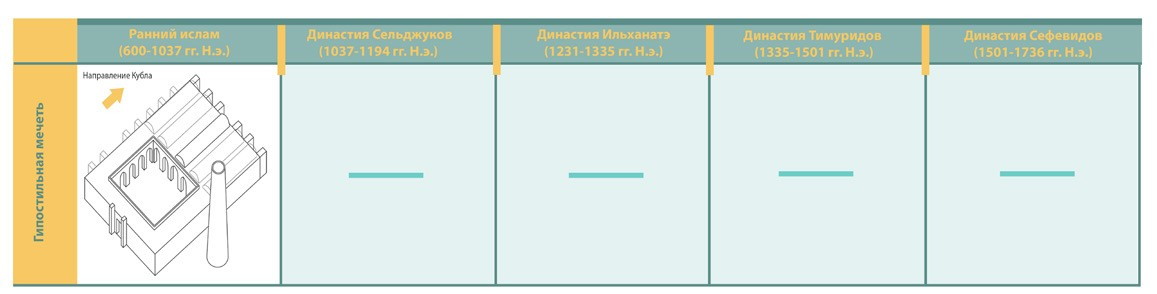 Ранний ислам
(600-1037 гг. Н.э.)
Династия Сельджуков
(1037-1194 гг. Н.э.)
Династия Ильханатэ
(1231-1335 гг. Н.э.)
Династия Тимуридов
(1335-1501 гг. Н.э.)
Династия Сефевидов
(1501-1736 гг. Н.э.)
Гипостильная мечеть
Направление Кубла